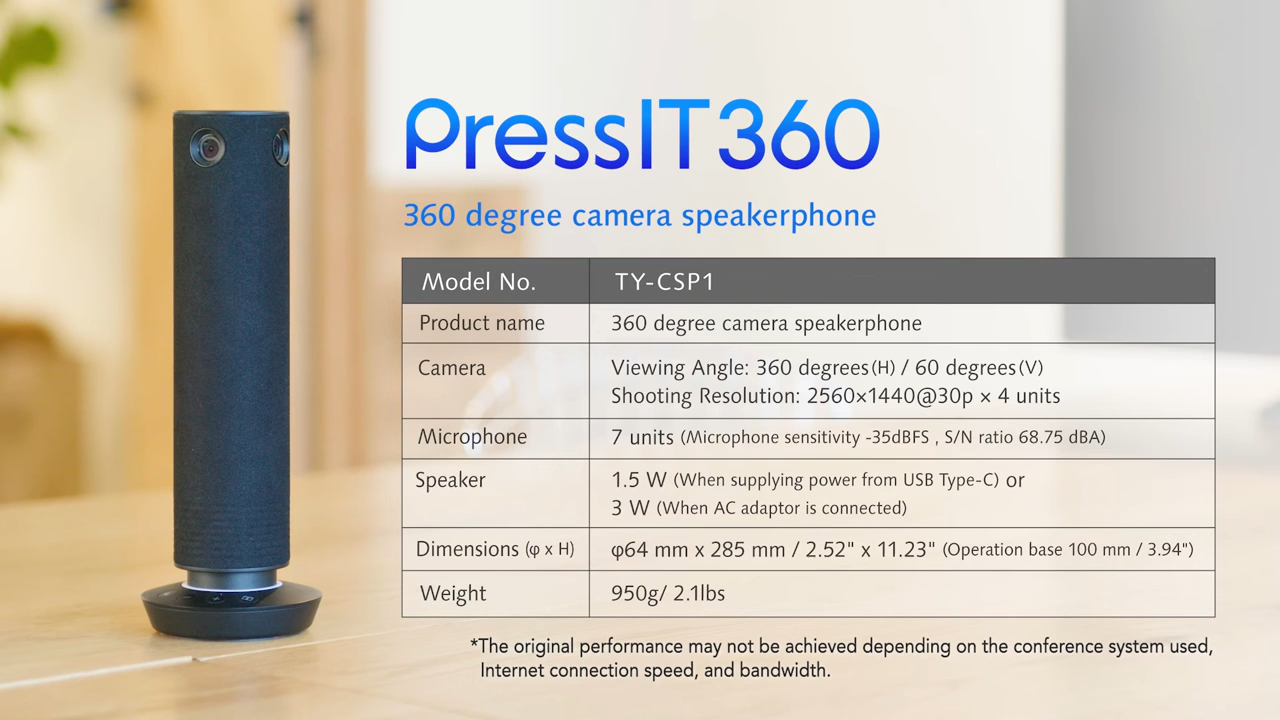 PressIT360
360 degree camera speakerphone
Model No. TY-CSP1
Product name 360 degree camera speakerphone
Camera Viewing Angle: 360 degrees(H) / 60 degrees(V)
Shooting Resolution: 2560×1440@30p × 4 units
Microphone 7 units (Microphone sensitivity -35dBFS , S/N ratio 68.75 dBA)
Speaker 1.5 W (When supplying power from USB Type-C) or
3 W (When AC adaptor is connected)
Dimensions (φ x H) φ64 mm x 285 mm / 2.52" x 11.23" (Operation base 100 mm / 3.94")
Weight 950g/ 2.1lbs
*The original performance may not be achieved depending on the conference system used,
Internet connection speed, and bandwidth.